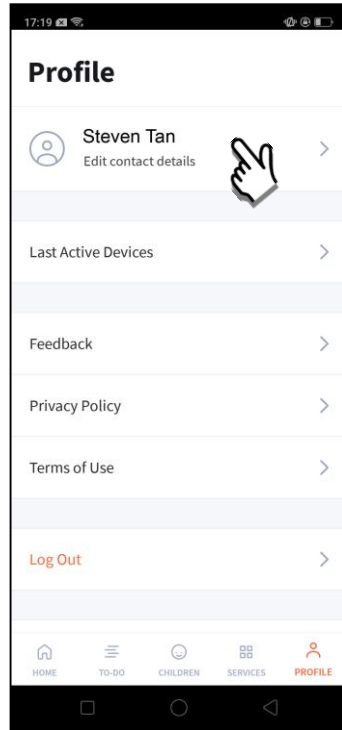 17:19
Profile
Steven Tan
Edit contact details
Last Active Devices
Feedback
Privacy Policy
Terms of Use
Log Out
HOME TO-DO CHILDREN SERVICES PROFILE